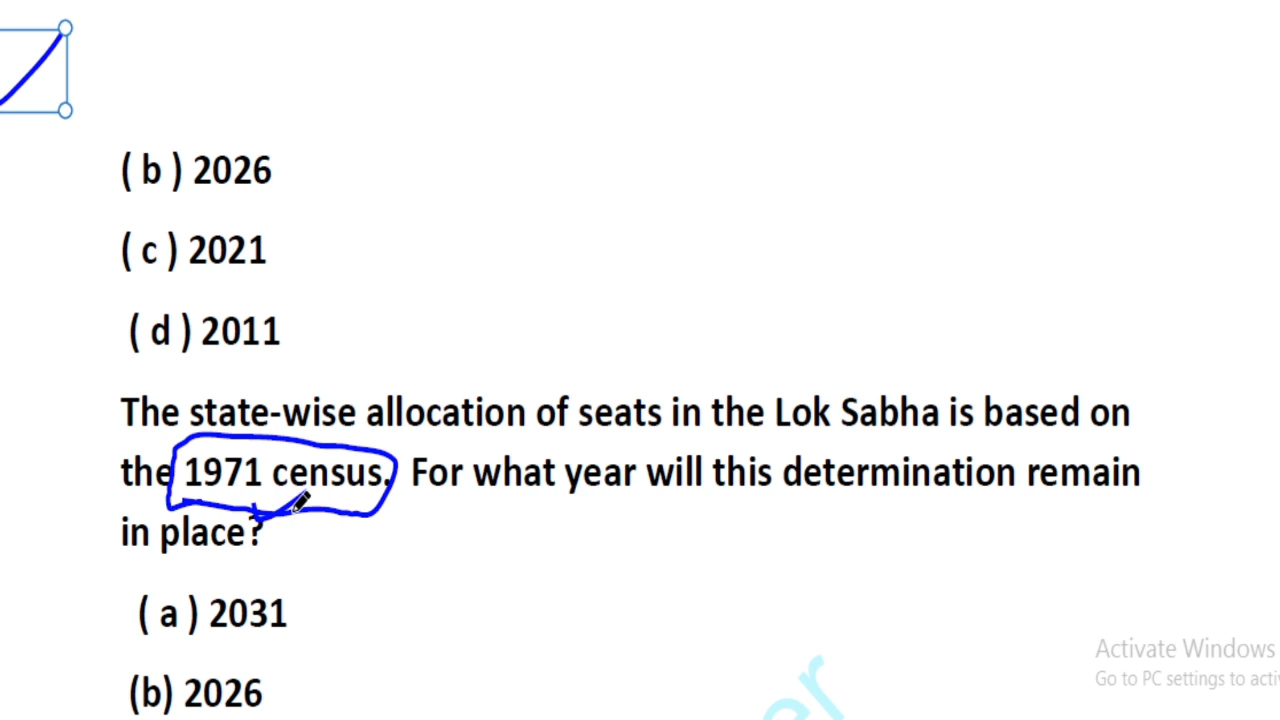 ( b ) 2026
( c ) 2021
( d ) 2011
The state-wise allocation of seats in the Lok Sabha is based on
the 1971 census. For what year will this determination remain
in place?
( a ) 2031
(b) 2026
Activate Windows
Go to PC settings to
er